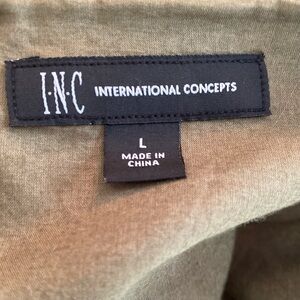 I·N·C INTERNATIONAL CONCEPTS
L
MADE IN
CHINA